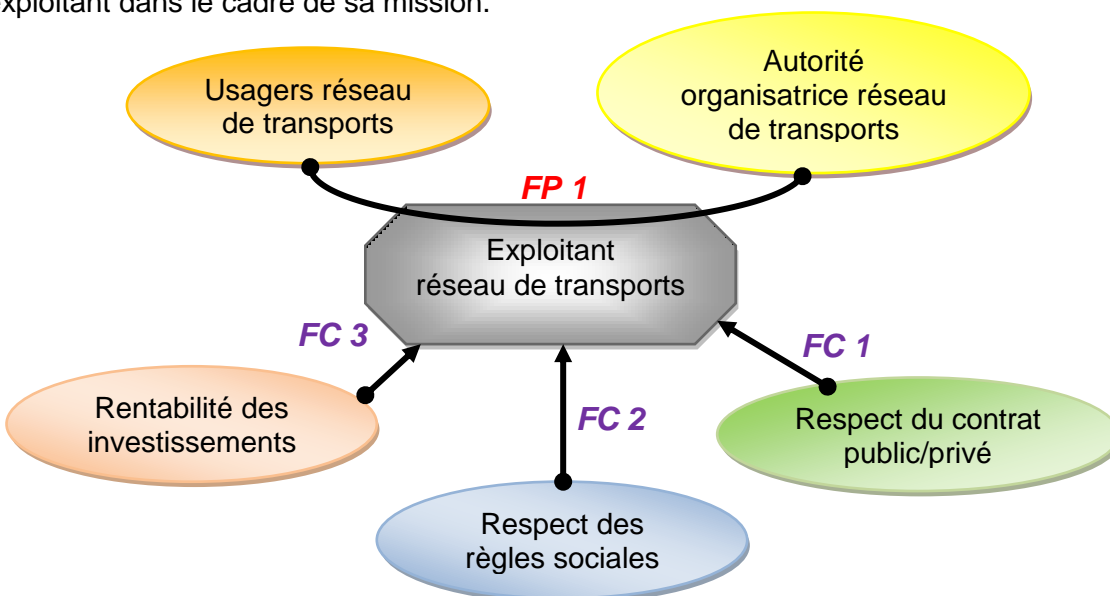 exploitant dans le cadre de sa mission.
Usagers réseau
de transports
Autorité
organisatrice réseau
de transports
FP 1
Exploitant
réseau de transports
FC 3
FC 1
Rentabilité des
investissements
FC 2
Respect du contrat
public/privé
Respect des
règles sociales